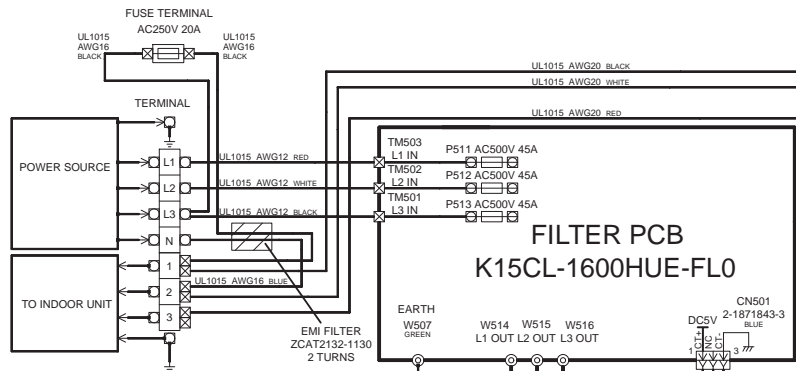 FUSE TERMINAL
AC250V 20A
UL1015
AWG16
BLACK
UL1015
AWG16
BLACK
UL1015 AWG20 BLACK
UL1015 AWG20 WHITE
UL1015 AWG20 RED
TERMINAL
POWER SOURCE
L1
L2
L3
N
1
2
3
UL1015 AWG12 RED
UL1015 AWG12 WHITE
UL1015 AWG12 BLACK
UL1015 AWG16 BLUE
TO INDOOR UNIT
EMI FILTER
ZCAT2132-1130
2 TURNS
TM503
L1 IN
TM502
L2 IN
TM501
L3 IN
P511 AC500V 45A
P512 AC500V 45A
P513 AC500V 45A
FILTER PCB
K15CL-1600HUE-FL0
EARTH
W507
GREEN
W514
L1 OUT
W515
L2 OUT
W516
L3 OUT
CN501
2-1871843-3
BLUE
DC5V
1
CT+
NC
CT-
3